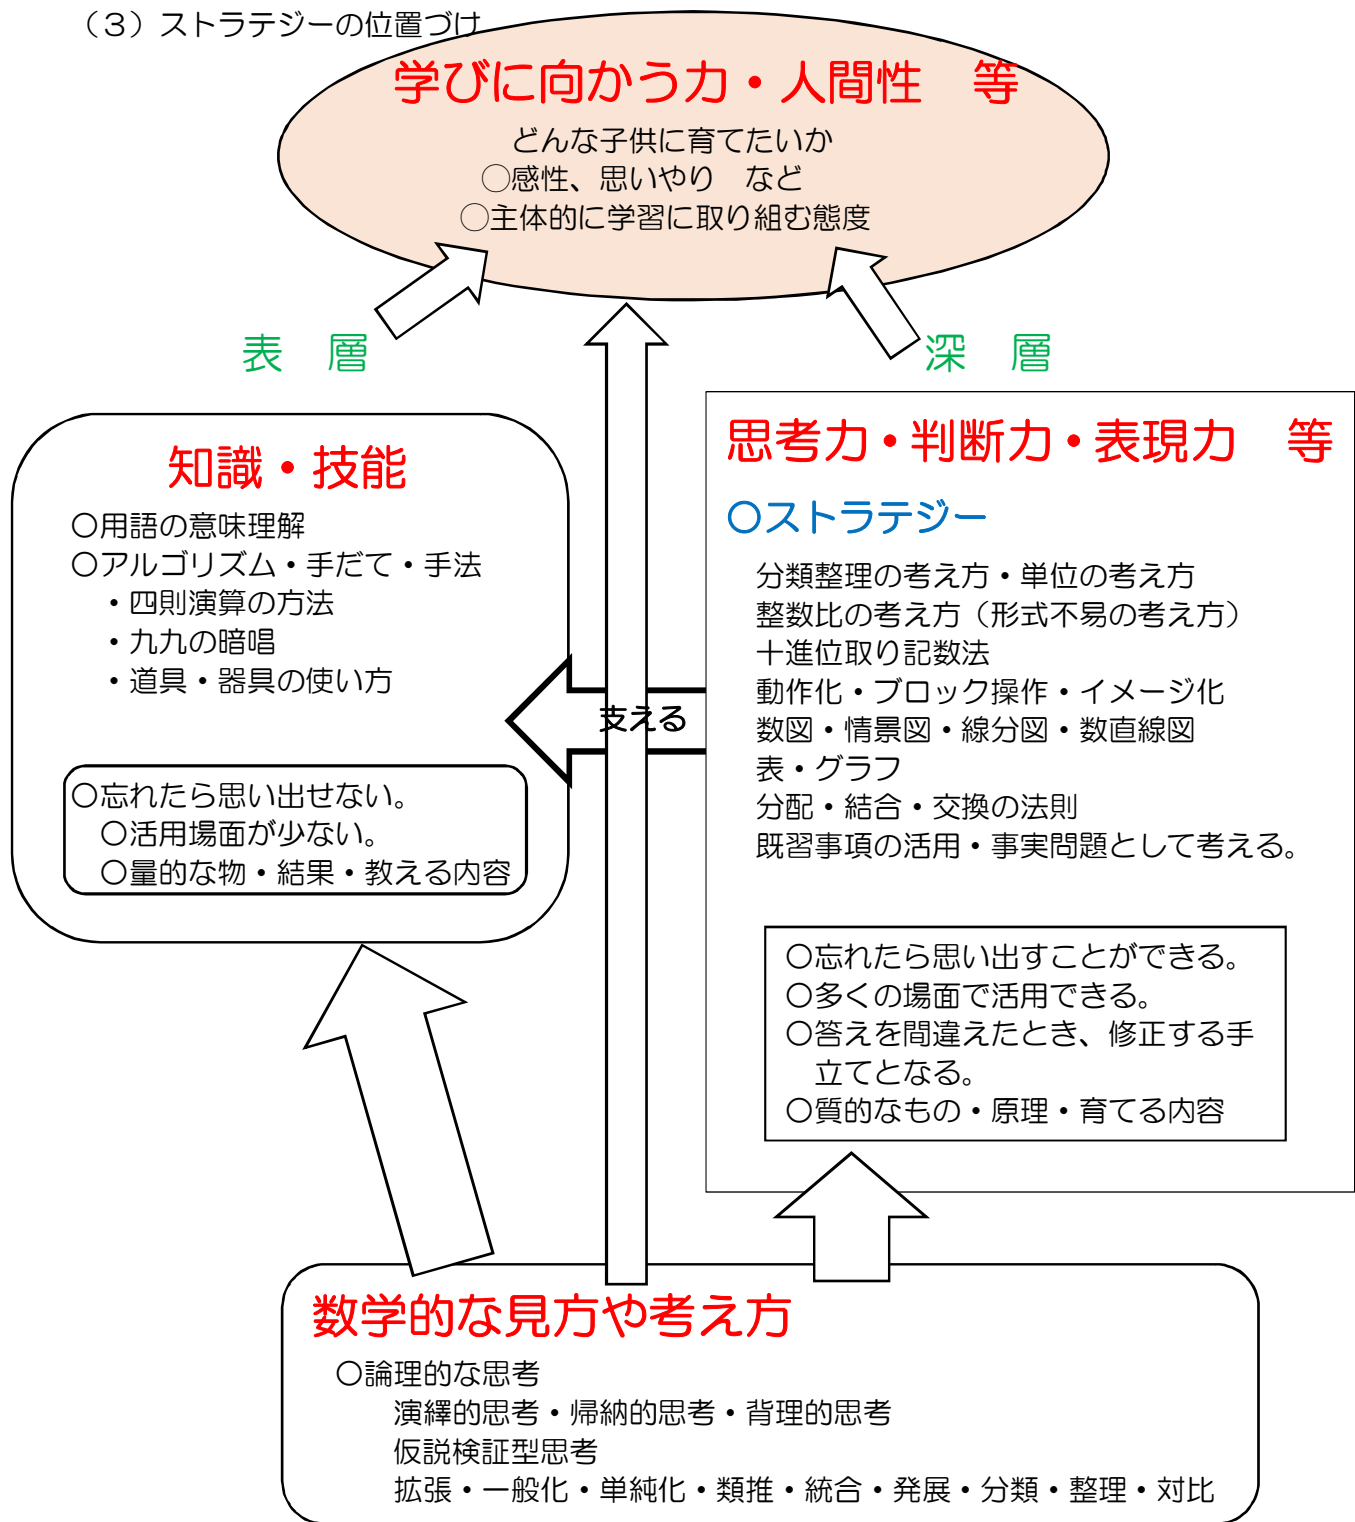 （３）ストラテジーの位置づけ
学びに向かう力・人間性　等
どんな子供に育てたいか
○感性、思いやり　など
○主体的に学習に取り組む態度
表　層
深　層
知識・技能
○用語の意味理解
○アルゴリズム・手だて・手法
・四則演算の方法
・九九の暗唱
・道具・器具の使い方
○忘れたら思い出せない。
○活用場面が少ない。
○量的な物・結果・教える内容
支える
思考力・判断力・表現力　等
○ストラテジー
分類整理の考え方・単位の考え方
整数比の考え方（形式不易の考え方）
十進位取り記数法
動作化・ブロック操作・イメージ化
数図・情景図・線分図・数直線図
表・グラフ
分配・結合・交換の法則
既習事項の活用・事実問題として考える。
○忘れたら思い出すことができる。
○多くの場面で活用できる。
○答えを間違えたとき、修正する手
立てとなる。
○質的なもの・原理・育てる内容
数学的な見方や考え方
○論理的な思考
演繹的思考・帰納的思考・背理的思考
仮説検証型思考
拡張・一般化・単純化・類推・統合・発展・分類・整理・対比